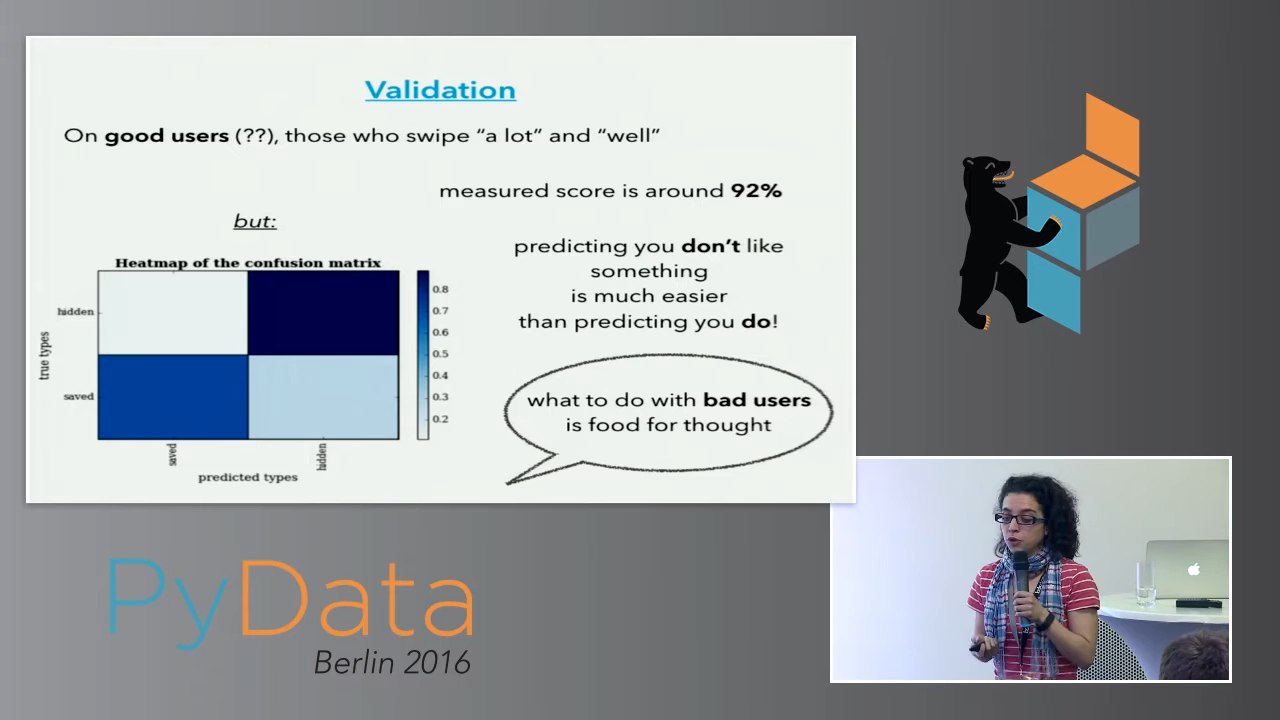 Validation
On good users (??), those who swipe “a lot” and “well”
measured score is around 92%
but:
predicting you don’t like
something
is much easier
than predicting you do!
Heatmap of the confusion matrix
true types
hidden
saved
saved
hidden
predicted types
0.8
0.7
0.6
0.5
0.4
0.3
0.2
what to do with bad users
is food for thought
PyData
Berlin 2016